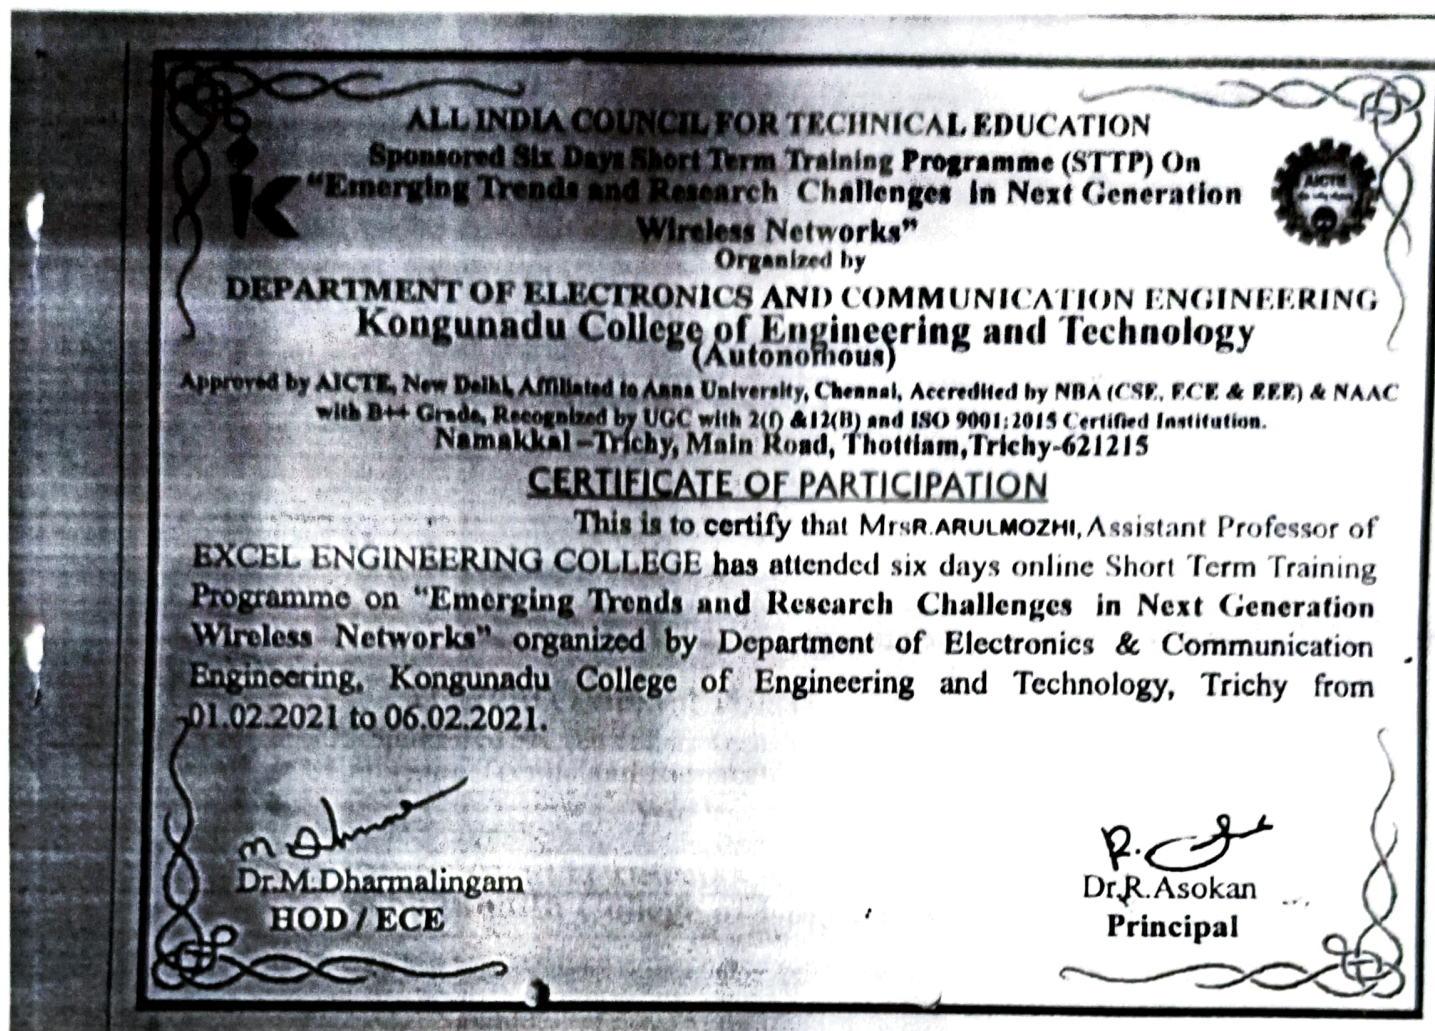 ALL INDIA COUNCIL FOR TECHNICAL EDUCATION
Sponsored Six Days Short Term Training Programme (STTP) On
"Emerging Trends and Research Challenges in Next Generation
Wireless Networks"
AICTE
Organized by
DEPARTMENT OF ELECTRONICS AND COMMUNICATION ENGINEERING
Kongunadu College of Engineering and Technology
(Autonomous)
Approved by AICTE, New Delhi, Affiliated to Anna University, Chennai, Accredited by NBA (CSE, ECE & EEE) & NAAC
with B++ Grade, Recognized by UGC with 2(f) &12(B) and ISO 9001:2015 Certified Institution.
Namakkal –Trichy, Main Road, Thottiam,Trichy-621215
CERTIFICATE OF PARTICIPATION
This is to certify that MrsR.ARULMOZHI, Assistant Professor of
EXCEL ENGINEERING COLLEGE has attended six days online Short Term Training
Programme on "Emerging Trends and Research Challenges in Next Generation
Wireless Networks" organized by Department of Electronics & Communication
Engineering, Kongunadu College of Engineering and Technology, Trichy from
01.02.2021 to 06.02.2021.
Dr.M.Dharmalingam
HOD / ECE
Dr.R.Asokan
Principal